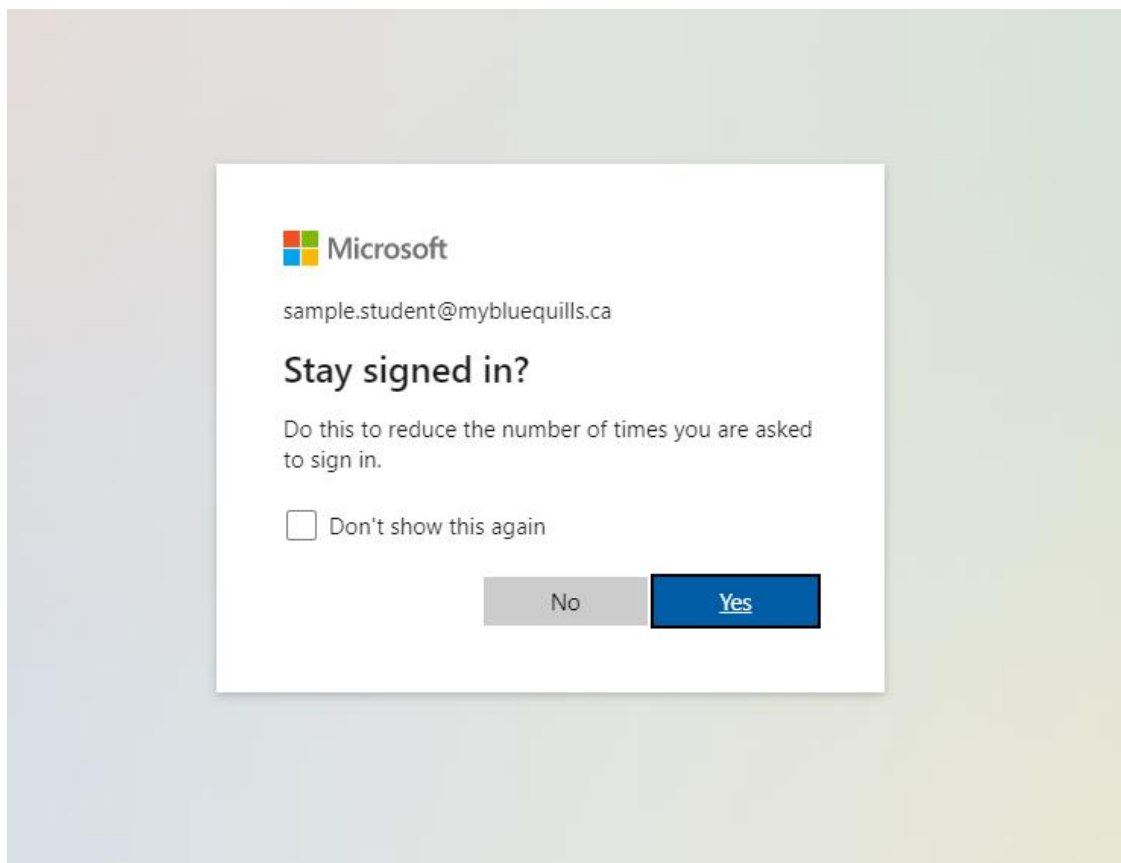 Microsoft
sample.student@mybluequills.ca
Stay signed in?
Do this to reduce the number of times you are asked
to sign in.
Don't show this again
No
Yes